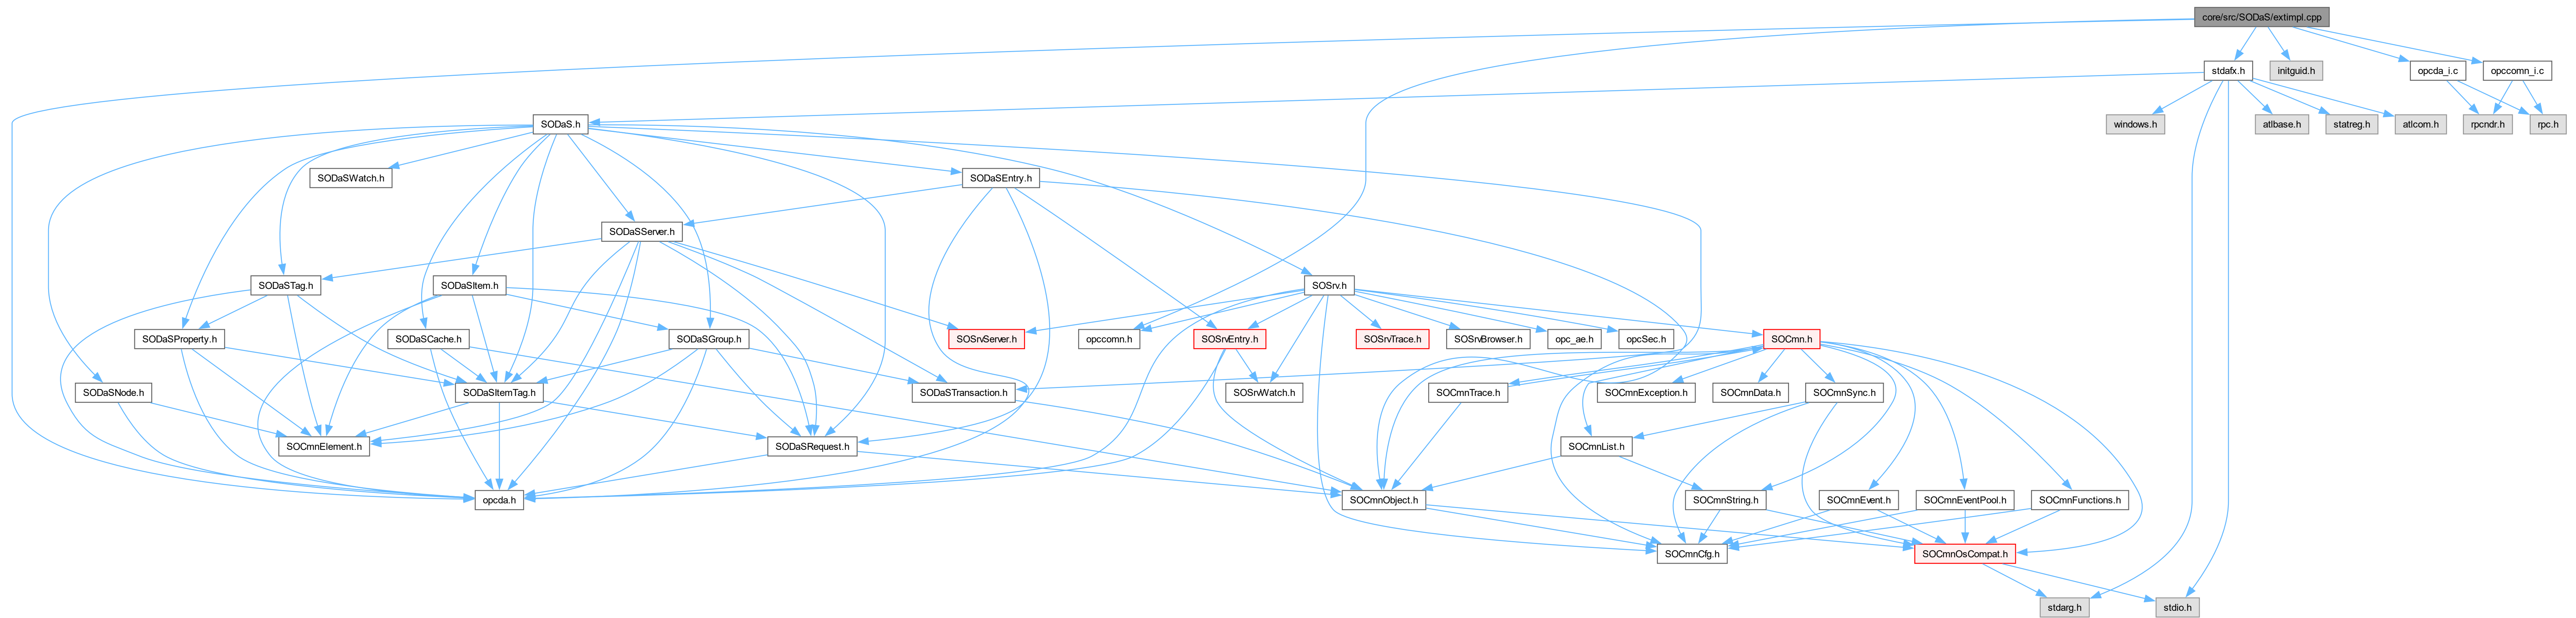 core/src/SODaS/extimpl.cpp
stdafx.h
initguid.h
opcda_i.c
opccomn_i.c
SODaS.h
windows.h
atlbase.h
statreg.h
atlcom.h
rpcndr.h
rpc.h
SODaSWatch.h
SODaSEntry.h
SODaSServer.h
SODaSTag.h
SODaSItem.h
SOSrv.h
SODaSProperty.h
SODaSCache.h
SODaSGroup.h
SOSrvServer.h
opccomn.h
SOSrvEntry.h
SOSrvTrace.h
SOSrvBrowser.h
opc_ae.h
opcSec.h
SOCmn.h
SODaSNode.h
SODaSItemTag.h
SODaSTransaction.h
SOSrvWatch.h
SOCmnTrace.h
SOCmnException.h
SOCmnData.h
SOCmnSync.h
SOCmnElement.h
SODaSRequest.h
SOCmnList.h
opcda.h
SOCmnObject.h
SOCmnString.h
SOCmnEvent.h
SOCmnEventPool.h
SOCmnFunctions.h
SOCmnCfg.h
SOCmnOsCompat.h
stdarg.h
stdio.h